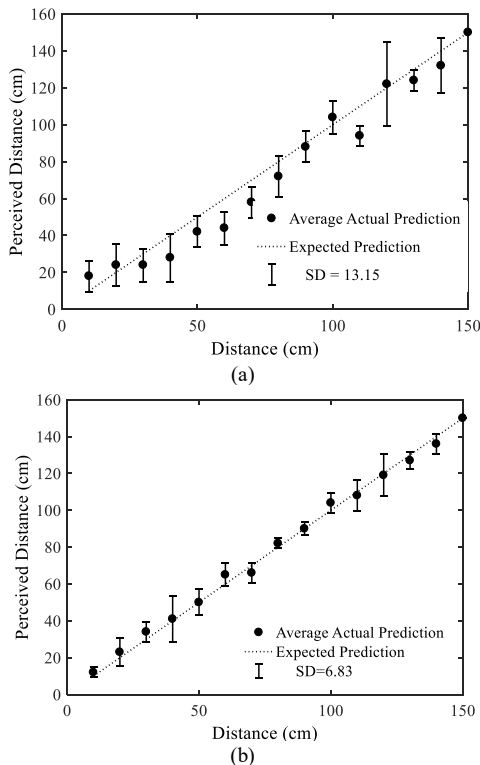 160
140
120
100
80
60
40
20
0
Perceived Distance (cm)
Average Actual Prediction
Expected Prediction
SD = 13.15
0 50 100 150
Distance (cm)
(a)
160
140
120
100
80
60
40
20
0
Perceived Distance (cm)
Average Actual Prediction
Expected Prediction
SD=6.83
0 50 100 150
Distance (cm)
(b)